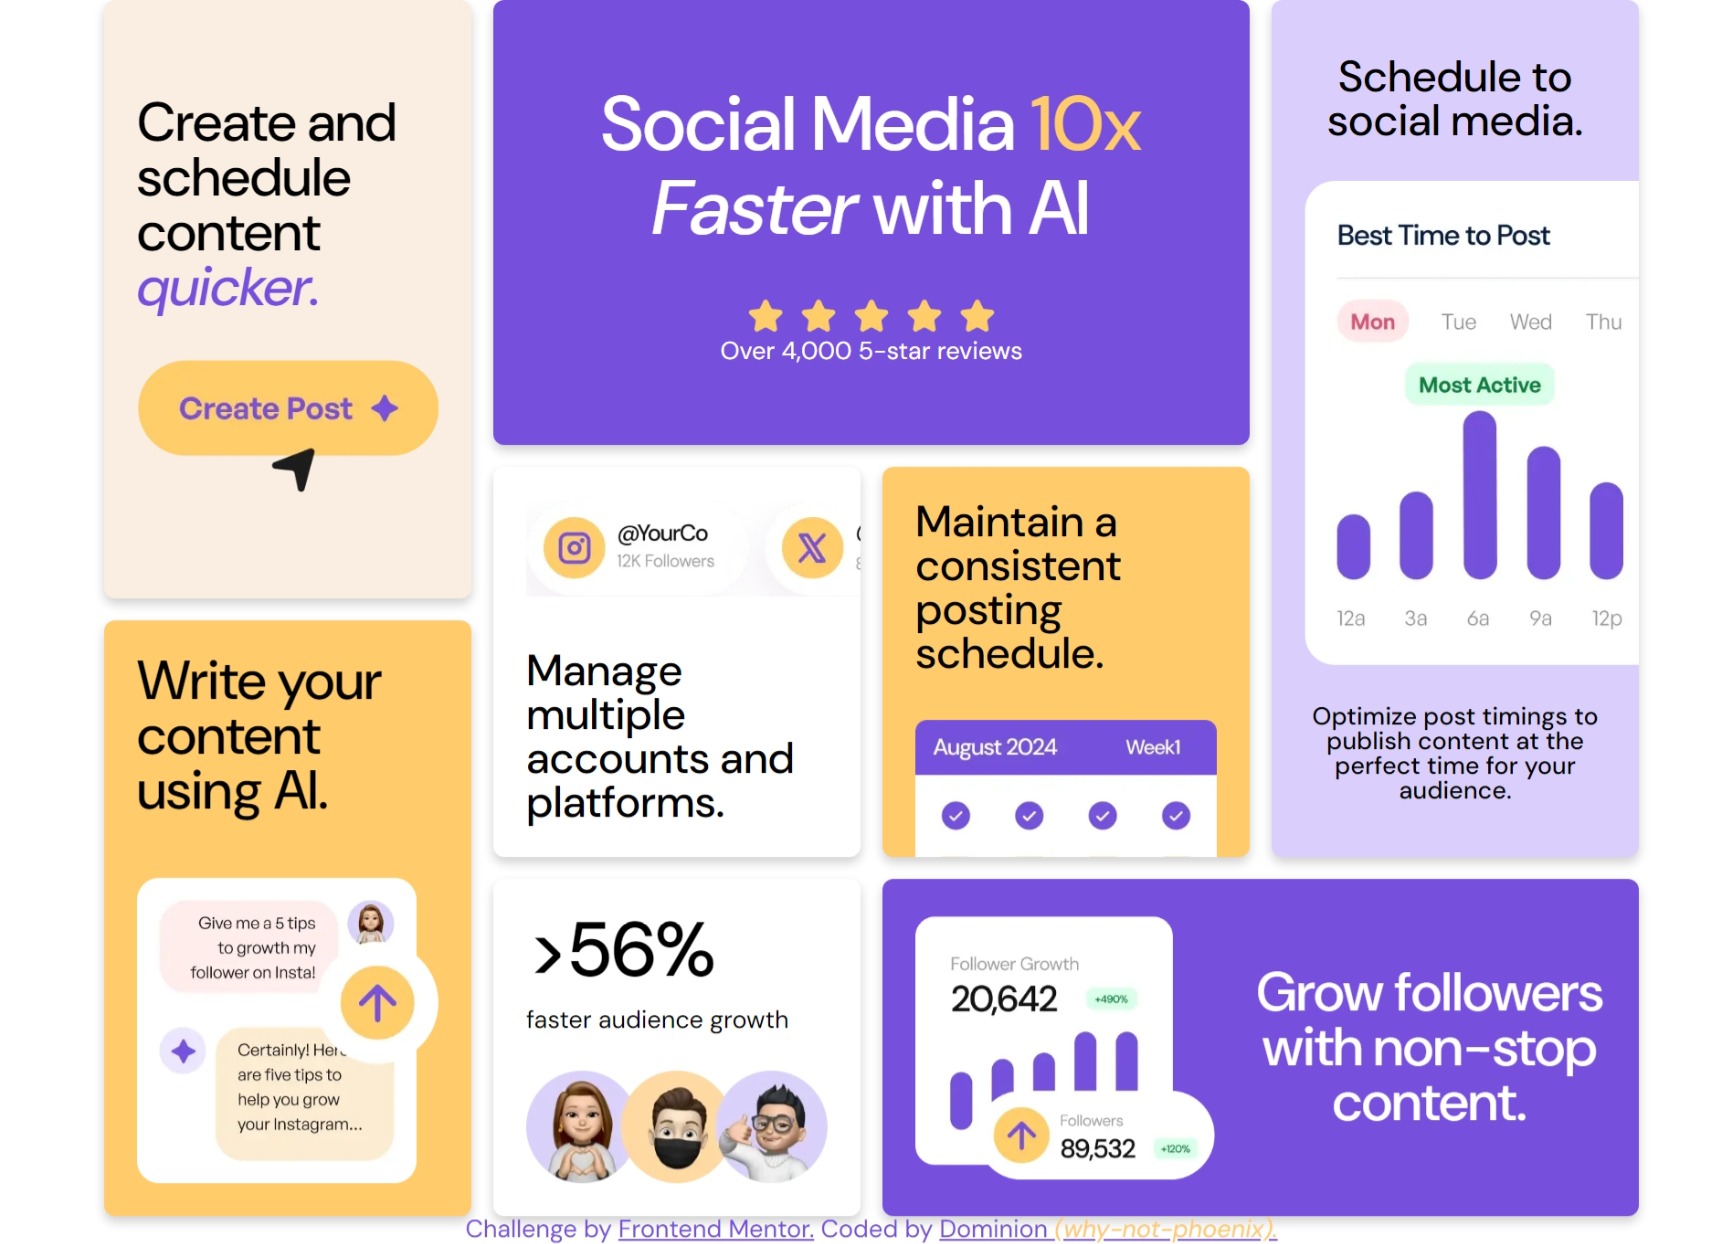 Create and
schedule
content
quicker.
Create Post
Social Media 10x
Faster with AI
Over 4,000 5-star reviews
Schedule to
social media.
Best Time to Post
Mon Tue Wed Thu
Most Active
12a 3a 6a 9a 12p
Optimize post timings to
publish content at the
perfect time for your
audience.
@YourCo
12K Followers
Manage
multiple
accounts and
platforms.
Maintain a
consistent
posting
schedule.
August 2024 Week1
Write your
content
using AI.
Give me a 5 tips
to growth my
follower on Insta!
Certainly!
are five tips to
help you grow
your Instagram...
>56%
faster audience growth
Follower Growth
20,642 +490%
Followers
89,532 +120%
Grow followers
with non-stop
content.
Challenge by Frontend Mentor. Coded by Dominion (why-not-phoenix).